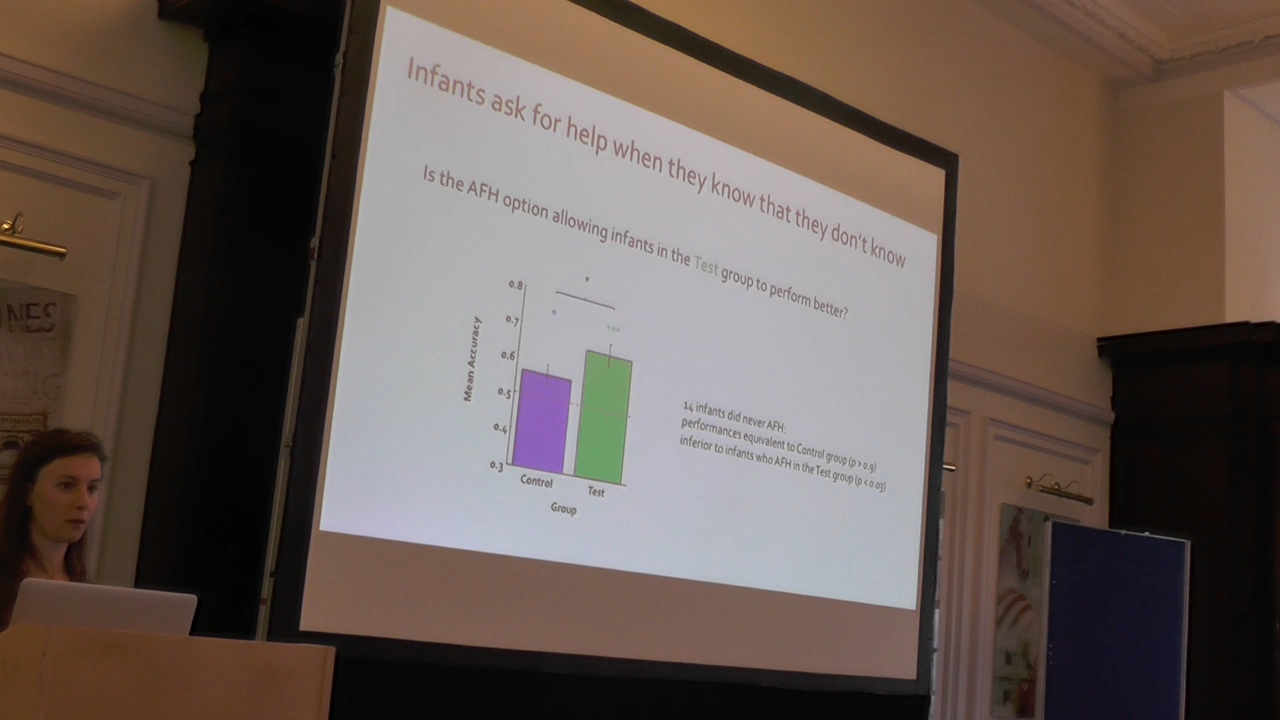 Infants ask for help when they know that they don't know
Is the AFH option allowing infants in the Test group to perform better?
0.8
0.7
0.6
0.5
0.4
0.3
Mean Accuracy
*
*
***
Control
Test
Group
14 infants did never AFH:
performances equivalent to Control group (p > 0.9)
inferior to infants who AFH in the Test group (p < 0.03)
NES